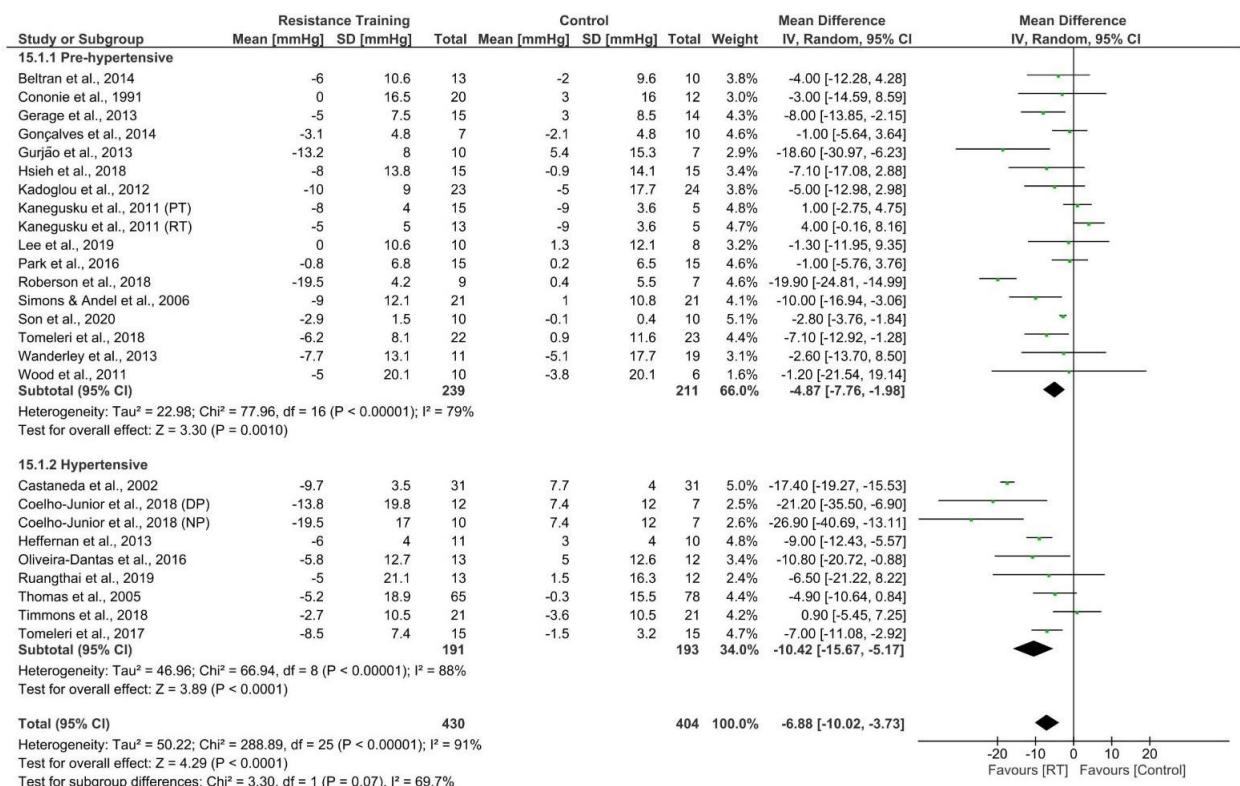 Resistance Training Control Mean Difference Mean Difference
Study or Subgroup Mean [mmHg] SD [mmHg] Total Mean [mmHg] SD [mmHg] Total Weight IV, Random, 95% CI IV, Random, 95% CI
15.1.1 Pre-hypertensive
Beltran et al., 2014 -6 10.6 13 -2 9.6 10 3.8% -4.00 [-12.28, 4.28]
Cononie et al., 1991 0 16.5 20 3 16 12 3.0% -3.00 [-14.59, 8.59]
Gerage et al., 2013 -5 7.5 15 3 8.5 14 4.3% -8.00 [-13.85, -2.15]
Gonçalves et al., 2014 -3.1 4.8 7 -2.1 4.8 10 4.6% -1.00 [-5.64, 3.64]
Gurjão et al., 2013 -13.2 8 10 5.4 15.3 7 2.9% -18.60 [-30.97, -6.23]
Hsieh et al., 2018 -8 13.8 15 -0.9 14.1 15 3.4% -7.10 [-17.08, 2.88]
Kadoglou et al., 2012 -10 9 23 -5 17.7 24 3.8% -5.00 [-12.98, 2.98]
Kanegusku et al., 2011 (PT) -8 4 15 -9 3.6 5 4.8% 1.00 [-2.75, 4.75]
Kanegusku et al., 2011 (RT) -5 5 13 -9 3.6 5 4.7% 4.00 [-0.16, 8.16]
Lee et al., 2019 0 10.6 10 1.3 12.1 8 3.2% -1.30 [-11.95, 9.35]
Park et al., 2016 -0.8 6.8 15 0.2 6.5 15 4.6% -1.00 [-5.76, 3.76]
Roberson et al., 2018 -19.5 4.2 9 0.4 5.5 7 4.6% -19.90 [-24.81, -14.99]
Simons & Andel et al., 2006 -9 12.1 21 1 10.8 21 4.1% -10.00 [-16.94, -3.06]
Son et al., 2020 -2.9 1.5 10 -0.1 0.4 10 5.1% -2.80 [-3.76, -1.84]
Tomeleri et al., 2018 -6.2 8.1 22 0.9 11.6 23 4.4% -7.10 [-12.92, -1.28]
Wanderley et al., 2013 -7.7 13.1 11 -5.1 17.7 19 3.1% -2.60 [-13.70, 8.50]
Wood et al., 2011 -5 20.1 10 -3.8 20.1 6 1.7% -1.20 [-21.54, 19.14]
Subtotal (95% CI) 239 211 66.0% -4.87 [-7.76, -1.98]
Heterogeneity: Tau² = 22.98; Chi² = 77.96, df = 16 (P < 0.00001); I² = 79%
Test for overall effect: Z = 3.30 (P = 0.0010)
15.1.2 Hypertensive
Castaneda et al., 2002 -9.7 3.5 31 7.7 4 31 5.0% -17.40 [-19.27, -15.53]
Coelho-Junior et al., 2018 (DP) -13.8 19.8 12 7.4 12 7 2.5% -21.20 [-35.50, -6.90]
Coelho-Junior et al., 2018 (NP) -19.5 17 10 7.4 12 7 2.6% -26.90 [-40.69, -13.11]
Heffernan et al., 2013 -6 4 11 3 4 10 4.8% -9.00 [-12.43, -5.57]
Oliveira-Dantas et al., 2016 -5.8 12.7 13 5 12.6 12 3.4% -10.80 [-20.72, -0.88]
Ruangthai et al., 2019 -5 21.1 13 1.5 16.3 12 2.4% -6.50 [-21.22, 8.22]
Thomas et al., 2005 -5.2 18.9 65 -0.3 15.5 78 4.4% -4.90 [-10.64, 0.84]
Timmons et al., 2018 -2.7 10.5 21 -3.6 10.5 21 4.2% 0.90 [-5.45, 7.25]
Tomeleri et al., 2017 -8.5 7.4 15 -1.5 3.2 15 4.7% -7.00 [-11.08, -2.92]
Subtotal (95% CI) 191 193 34.0% -10.42 [-15.67, -5.17]
Heterogeneity: Tau² = 46.96; Chi² = 66.94, df = 8 (P < 0.00001); I² = 88%
Test for overall effect: Z = 3.89 (P < 0.0001)
Total (95% CI) 430 404 100.0% -6.88 [-10.02, -3.73]
Heterogeneity: Tau² = 50.22; Chi² = 288.89, df = 25 (P < 0.00001); I² = 91%
Test for overall effect: Z = 4.29 (P < 0.0001)
Test for subgroup differences: Chi² = 3.30, df = 1 (P = 0.07), I² = 69.7%
-20 -10 0 10 20
Favours [RT] Favours [Control]